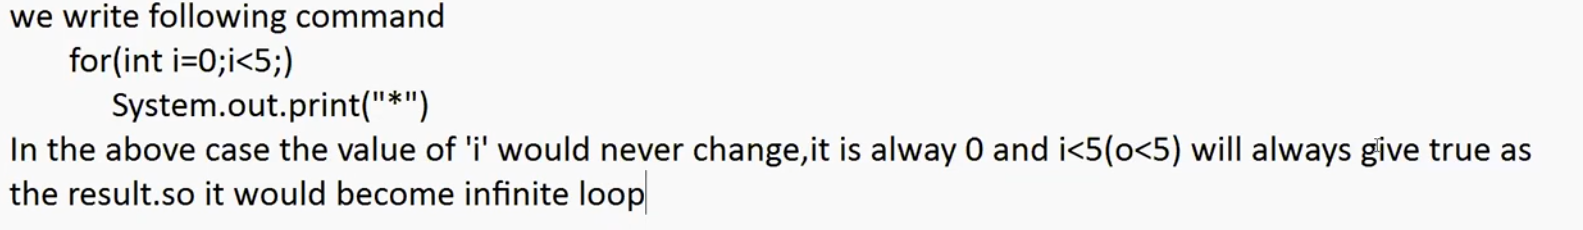 we write following command
for(int i=0;i<5;)
System.out.print("*")
In the above case the value of 'i' would never change,it is alway 0 and i<5(o<5) will always give true as
the result.so it would become infinite loop